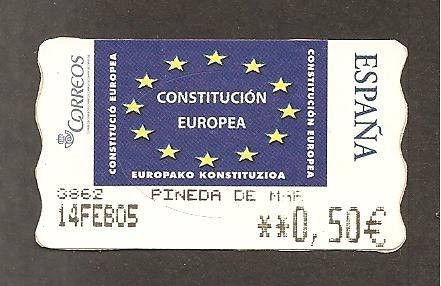 CORREOS
CONSTITUCIÓ EUROPEA
CONSTITUCIÓN
EUROPEA
CONSTITUCIÓN EUROPEA
EUROPAKO KONSTITUZIOA
ESPAÑA
3862 PINEDA DE MAR
14FEB05 **0,50€